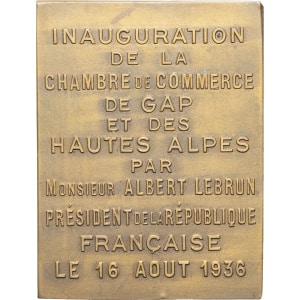 INAUGURATION
DE LA
CHAMBRE DE COMMERCE
DE GAP
ET DES
HAUTES ALPES
PAR
MONSIEUR ALBERT LEBRUN
PRÉSIDENT DE LA RÉPUBLIQUE
FRANÇAISE
LE 16 AOUT 1936